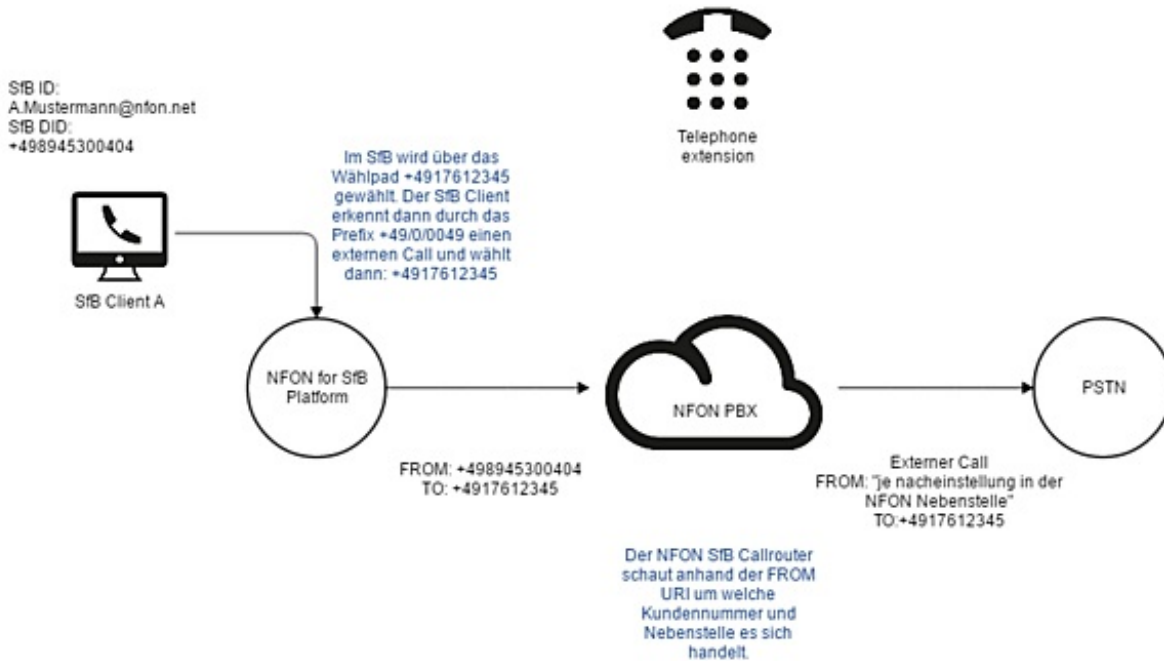 SfB ID:
A.Mustermann@nfon.net
SfB DID:
+498945300404
SfB Client A
Im SfB wird über das
Wählpad +4917612345
gewählt. Der SfB Client
erkennt dann durch das
Prefix +49/0/0049 einen
externen Call und wählt
dann: +4917612345
Telephone
extension
NFON for SfB
Platform
FROM: +498945300404
TO: +4917612345
NFON PBX
Der NFON SfB Callrouter
schaut anhand der FROM
URI um welche
Kundennummer und
Nebenstelle es sich
handelt.
Externer Call
FROM: "je nacheinstellung in der
NFON Nebenstelle"
TO:+4917612345
PSTN